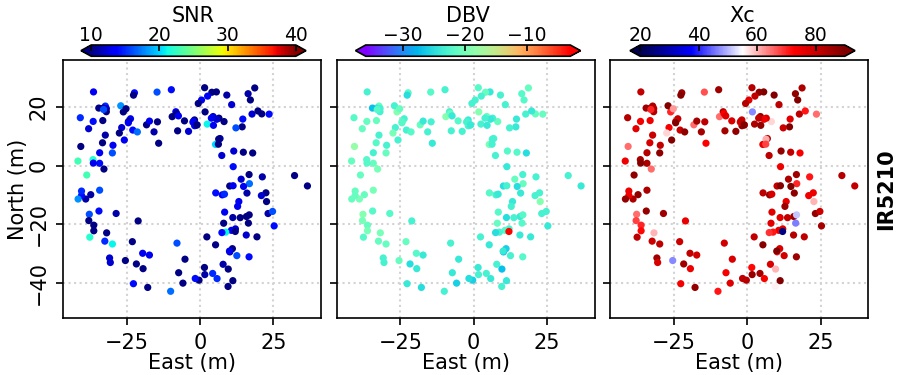 SNR DBV Xc
10 20 30 40 −30 −20 −10 20 40 60 80
20
0
−20
−40
North (m)
−25 0 25 −25 0 25 −25 0 25
East (m) East (m) East (m)
IR5210